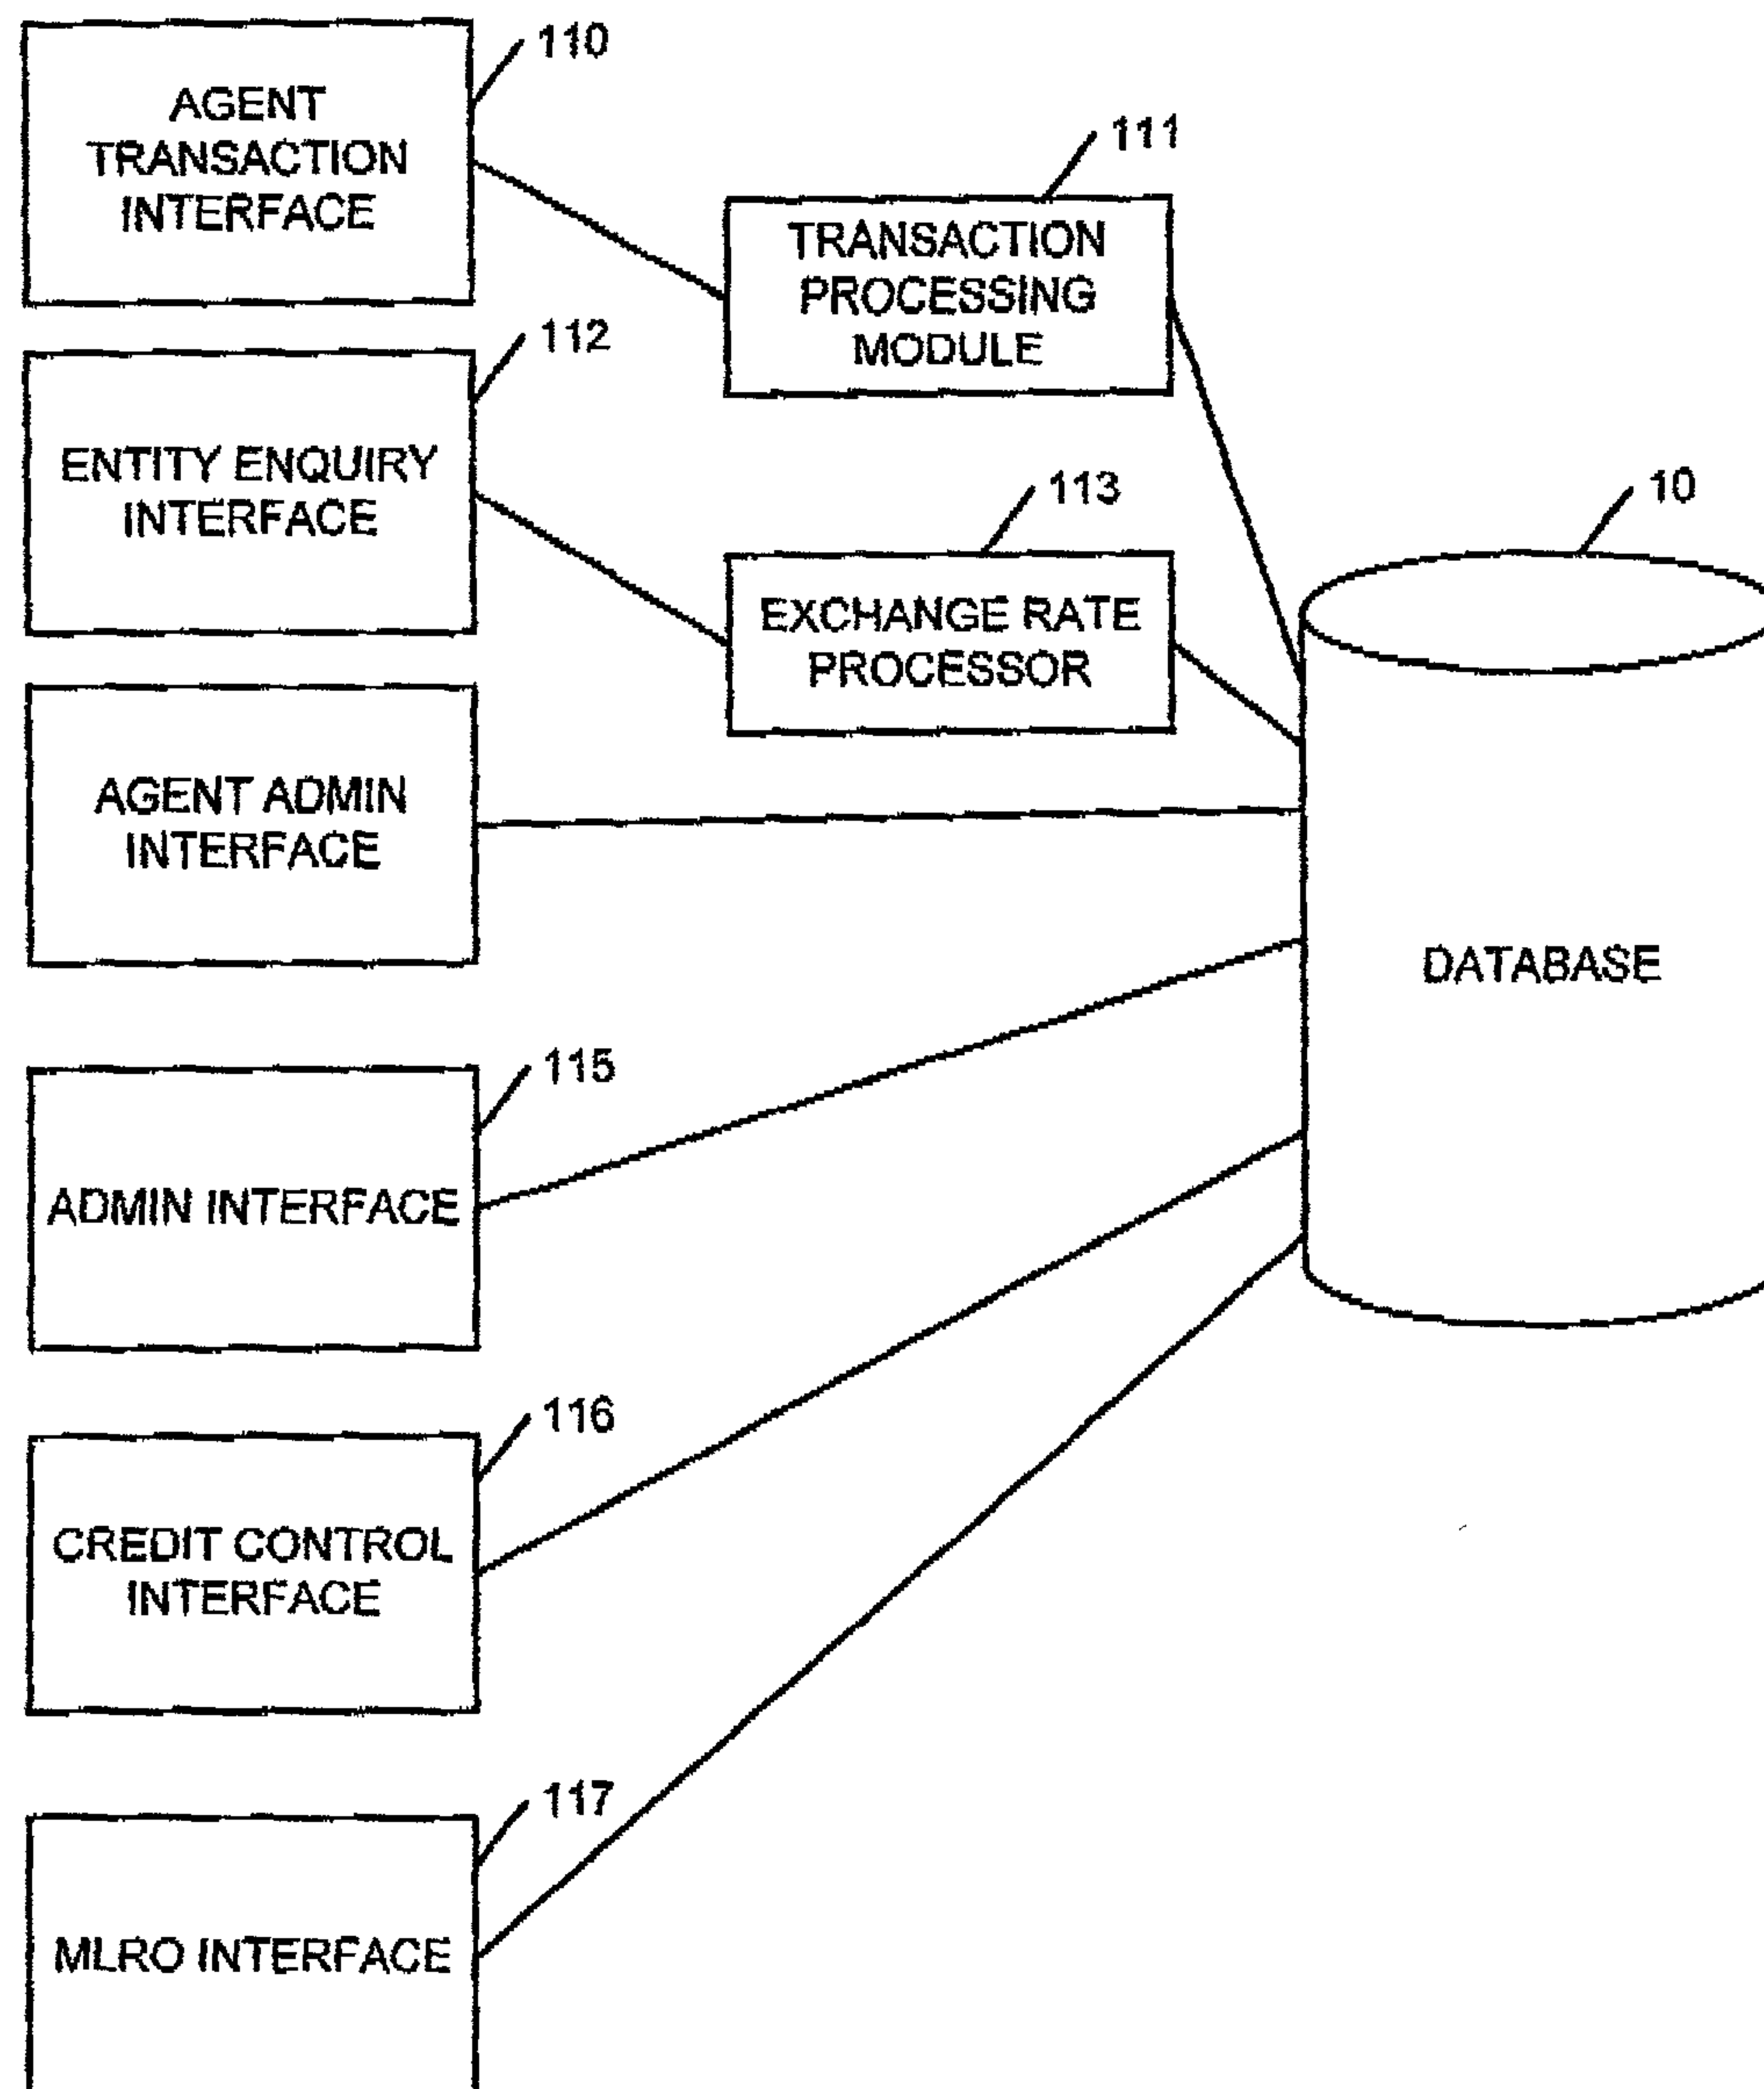 110
AGENT
TRANSACTION
INTERFACE
111
TRANSACTION
PROCESSING
MODULE
112
ENTITY ENQUIRY
INTERFACE
113
EXCHANGE RATE
PROCESSOR
10
AGENT ADMIN
INTERFACE
DATABASE
115
ADMIN INTERFACE
116
CREDIT CONTROL
INTERFACE
117
MLRO INTERFACE